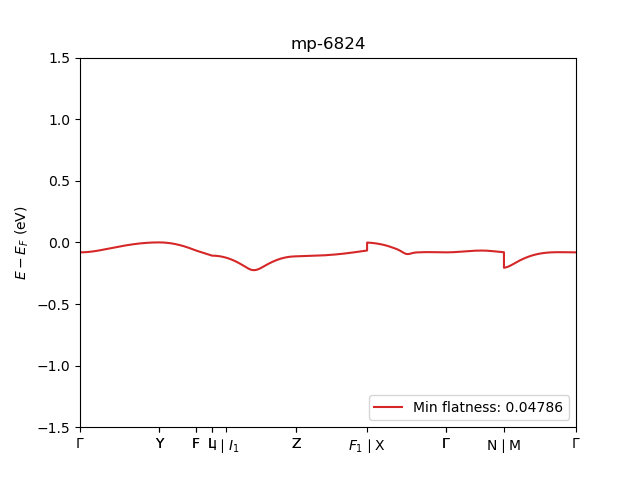 mp-6824
E − E_F (eV)
1.5
1.0
0.5
0.0
−0.5
−1.0
−1.5
Min flatness: 0.04786
Γ Y F L | I₁ Z F₁ | X Γ N | M Γ